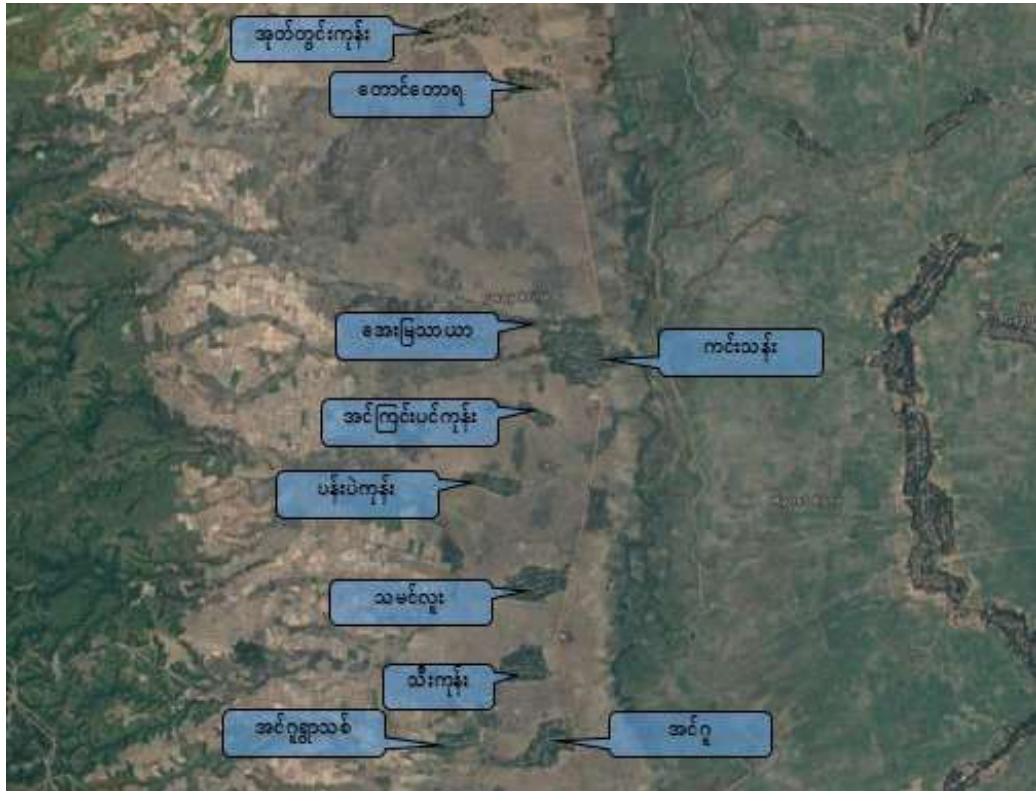 အုတ်တွင်းကုန်း
တောင်တောရ
အေးမြသာယာ
ကင်းသန်း
အင်ကြင်းပင်ကုန်း
ပန်းပဲကုန်း
သမင်လူး
သီးကုန်း
အင်ဂူရွာသစ်
အင်ဂူ